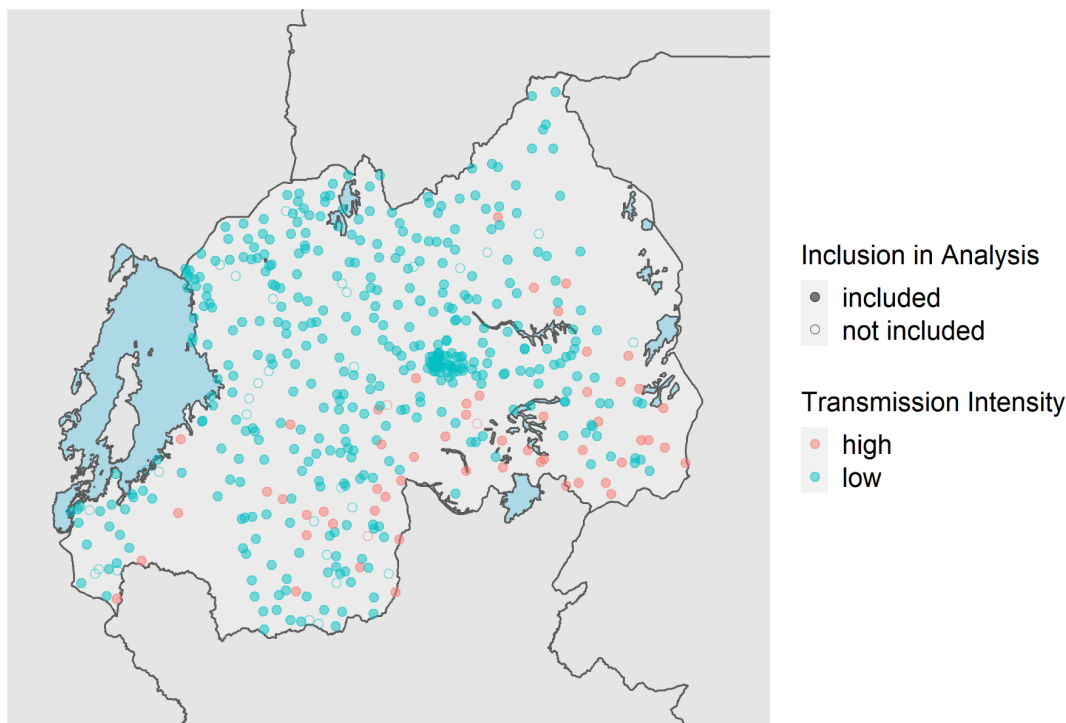 Inclusion in Analysis
included
not included
Transmission Intensity
high
low